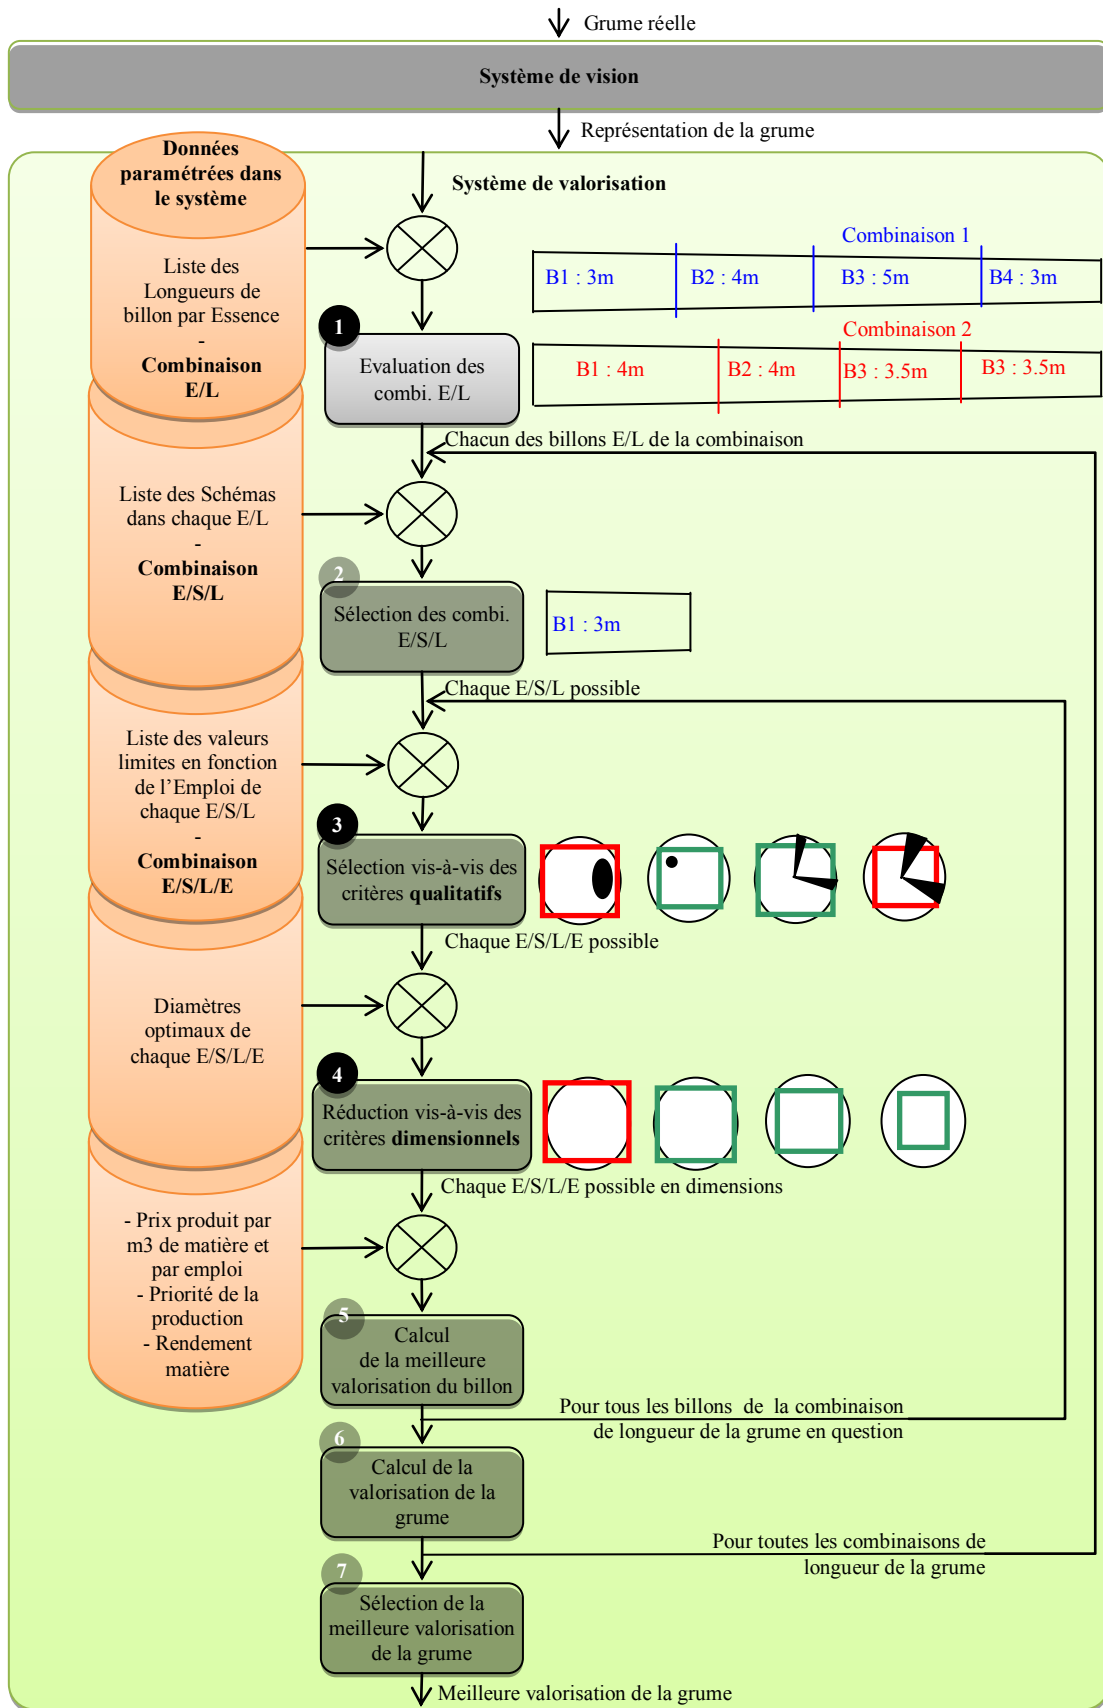 Grume réelle
Système de vision
Représentation de la grume
Données
paramétrées dans
le système
Système de valorisation
Liste des
Longueurs de
billon par Essence
-
Combinaison
E/L
Combinaison 1
B1 : 3m
B2 : 4m
B3 : 5m
B4 : 3m
1
Evaluation des
combi. E/L
Combinaison 2
B1 : 4m
B2 : 4m
B3 : 3.5m
B3 : 3.5m
Chacun des billons E/L de la combinaison
Liste des Schémas
dans chaque E/L
-
Combinaison
E/S/L
2
Sélection des combi.
E/S/L
B1 : 3m
Chaque E/S/L possible
Liste des valeurs
limites en fonction
de l'Emploi de
chaque E/S/L
-
Combinaison
E/S/L/E
3
Sélection vis-à-vis des
critères qualitatifs
Chaque E/S/L/E possible
Diamètres
optimaux de
chaque E/S/L/E
4
Réduction vis-à-vis des
critères dimensionnels
Chaque E/S/L/E possible en dimensions
- Prix produit par
m3 de matière et
par emploi
- Priorité de la
production
- Rendement
matière
5
Calcul
de la meilleure
valorisation du billon
Pour tous les billons de la combinaison
de longueur de la grume en question
6
Calcul de la
valorisation de la
grume
Pour toutes les combinaisons de
longueur de la grume
7
Sélection de la
meilleure valorisation
de la grume
Meilleure valorisation de la grume